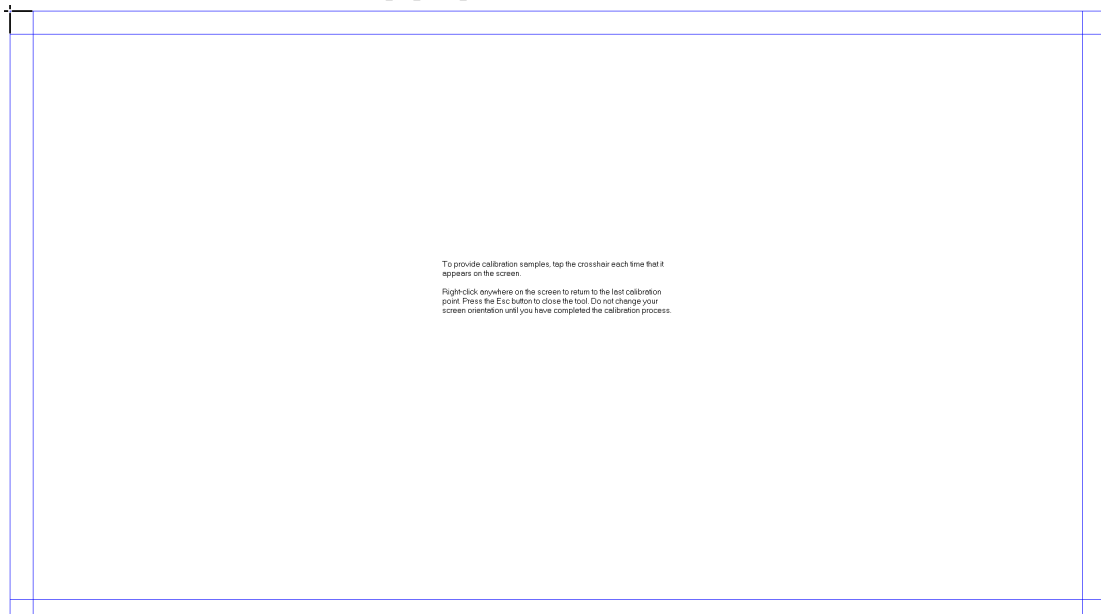 To provide calibration samples, tap the crosshair each time that it
appears on the screen.
Right-click anywhere on the screen to return to the last calibration
point. Press the Esc button to close the tool. Do not change your
screen orientation until you have completed the calibration process.